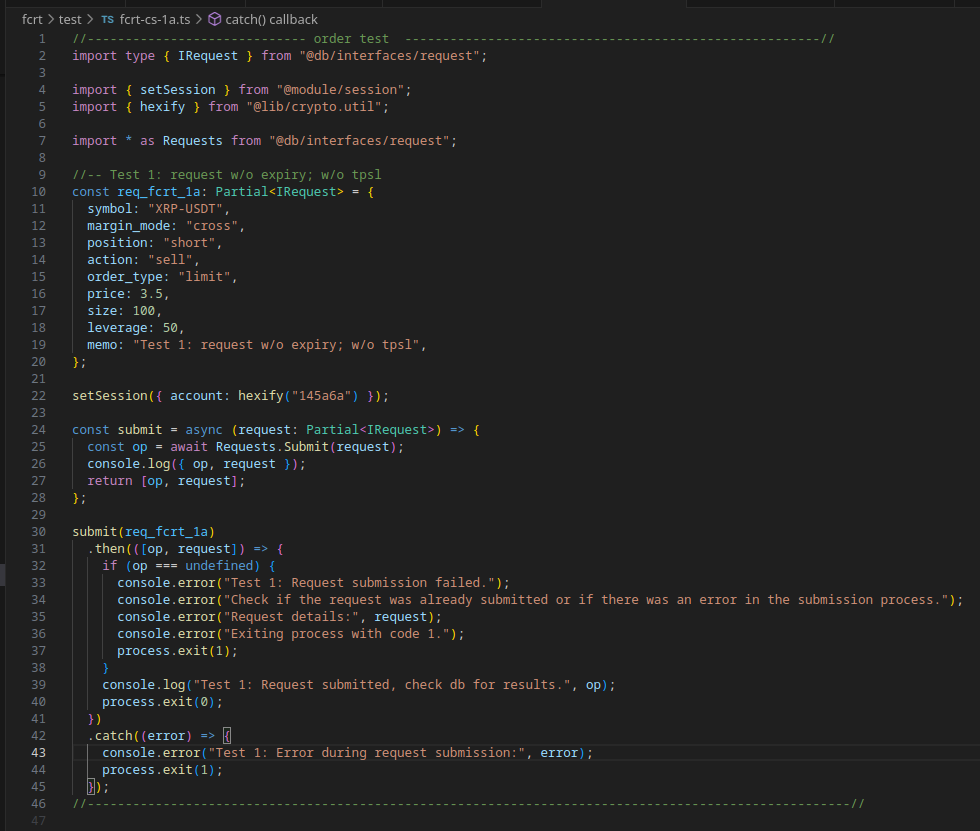 fcrt > test > TS fcrt-cs-1a.ts > catch() callback
1 //----------------------------- order test  -------------------------------------------------------//
2 import type { IRequest } from "@db/interfaces/request";
3
4 import { setSession } from "@module/session";
5 import { hexify } from "@lib/crypto.util";
6
7 import * as Requests from "@db/interfaces/request";
8
9 //-- Test 1: request w/o expiry; w/o tpsl
10 const req_fcrt_1a: Partial<IRequest> = {
11   symbol: "XRP-USDT",
12   margin_mode: "cross",
13   position: "short",
14   action: "sell",
15   order_type: "limit",
16   price: 3.5,
17   size: 100,
18   leverage: 50,
19   memo: "Test 1: request w/o expiry; w/o tpsl",
20 };
21
22 setSession({ account: hexify("145a6a") });
23
24 const submit = async (request: Partial<IRequest>) => {
25   const op = await Requests.Submit(request);
26   console.log({ op, request });
27   return [op, request];
28 };
29
30 submit(req_fcrt_1a)
31   .then(([op, request]) => {
32     if (op === undefined) {
33       console.error("Test 1: Request submission failed.");
34       console.error("Check if the request was already submitted or if there was an error in the submission process.");
35       console.error("Request details:", request);
36       console.error("Exiting process with code 1.");
37       process.exit(1);
38     }
39     console.log("Test 1: Request submitted, check db for results.", op);
40     process.exit(0);
41   })
42   .catch((error) => {
43     console.error("Test 1: Error during request submission:", error);
44     process.exit(1);
45   });
46 //-----------------------------------------------------------------------------------------------------//
47